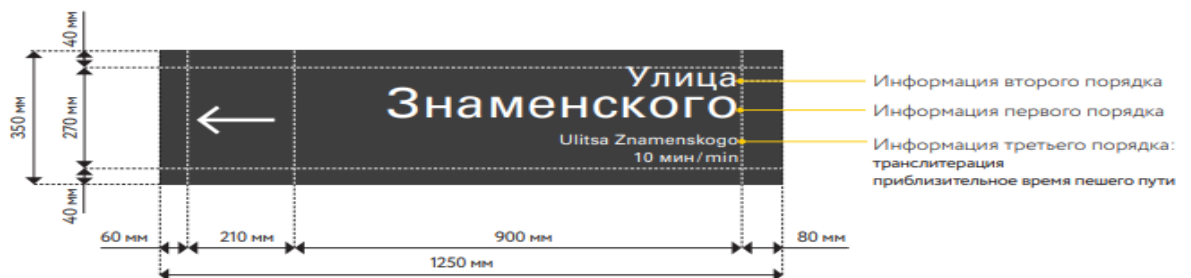 40 мм
350 мм
270 мм
40 мм
Улица
Знаменского
Ulitsa Znamenskogo
10 мин/min
Информация второго порядка
Информация первого порядка
Информация третьего порядка:
транслитерация
приблизительное время пешего пути
60 мм
210 мм
900 мм
80 мм
1250 мм